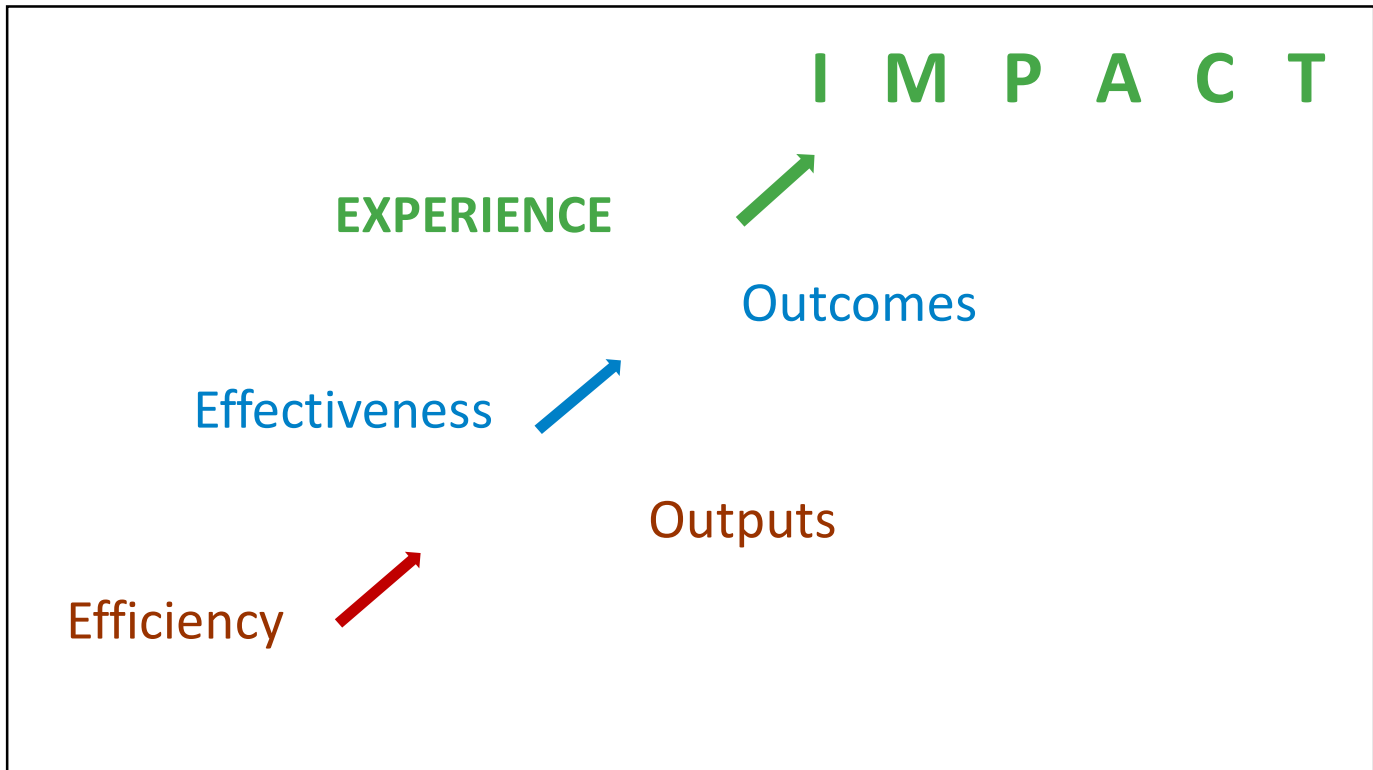 I M P A C T
EXPERIENCE
Outcomes
Effectiveness
Outputs
Efficiency